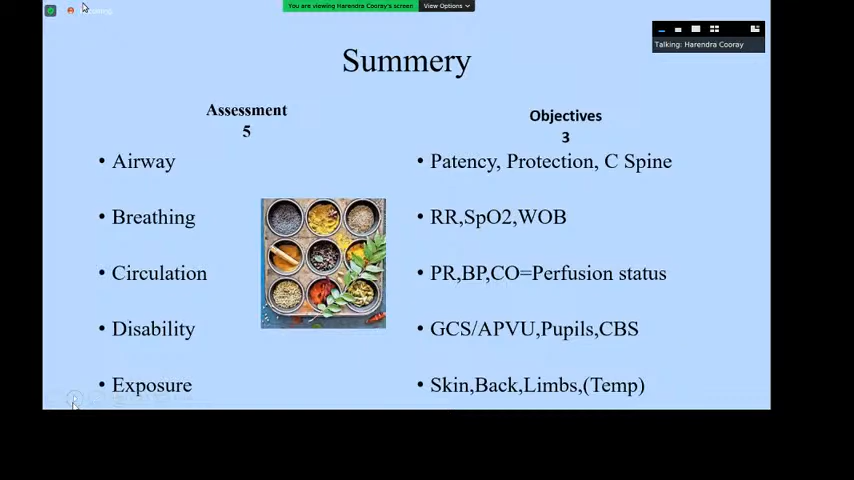 You are viewing Harendra Cooray's screen
View Options
Talking: Harendra Cooray
Summery
Assessment
5
• Airway
• Breathing
• Circulation
• Disability
• Exposure
Objectives
3
• Patency, Protection, C Spine
• RR,SpO2,WOB
• PR,BP,CO=Perfusion status
• GCS/APVU,Pupils,CBS
• Skin,Back,Limbs,(Temp)